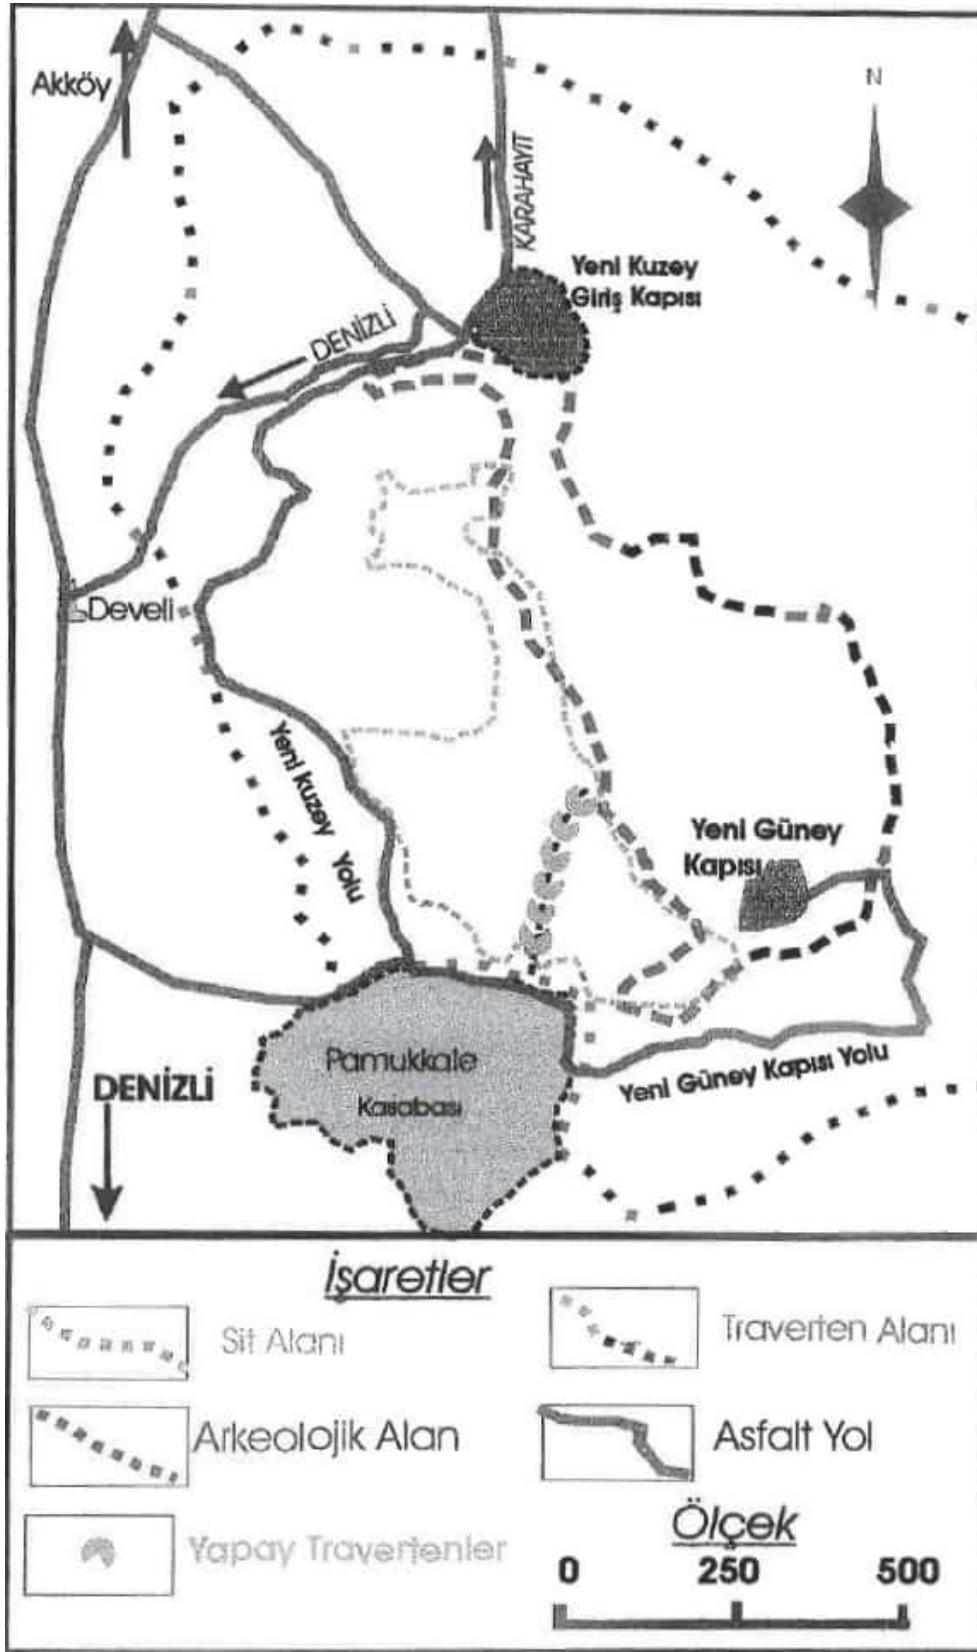 Akköy
N
KARAHAYIT
Yeni Kuzey
Giriş Kapısı
DENİZLİ
Develi
Yeni kuzey Yolu
Yeni Güney
Kapısı
Pamukkale
Kasabası
Yeni Güney Kapısı Yolu
DENİZLİ
İşaretler
Sit Alanı
Traverten Alanı
Arkeolojik Alan
Asfalt Yol
Yapay Travertenler
Ölçek
0 250 500